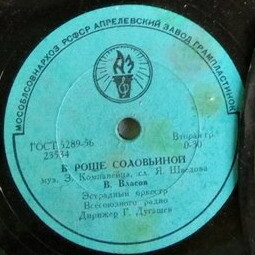 МОСОБЛСОВНАРХОЗ РСФСР АПРЕЛЕВСКИЙ ЗАВОД ГРАМПЛАСТИНОК
ГОСТ 5289-56
Вторая гр.
23534
0-30
К РОЩЕ СОЛОВЬИНОЙ
муз. Э. Компанейца, сл. Я. Шведова
В. Власов
Эстрадный оркестр
Всесоюзного радио
Дирижер Г. Дугашев